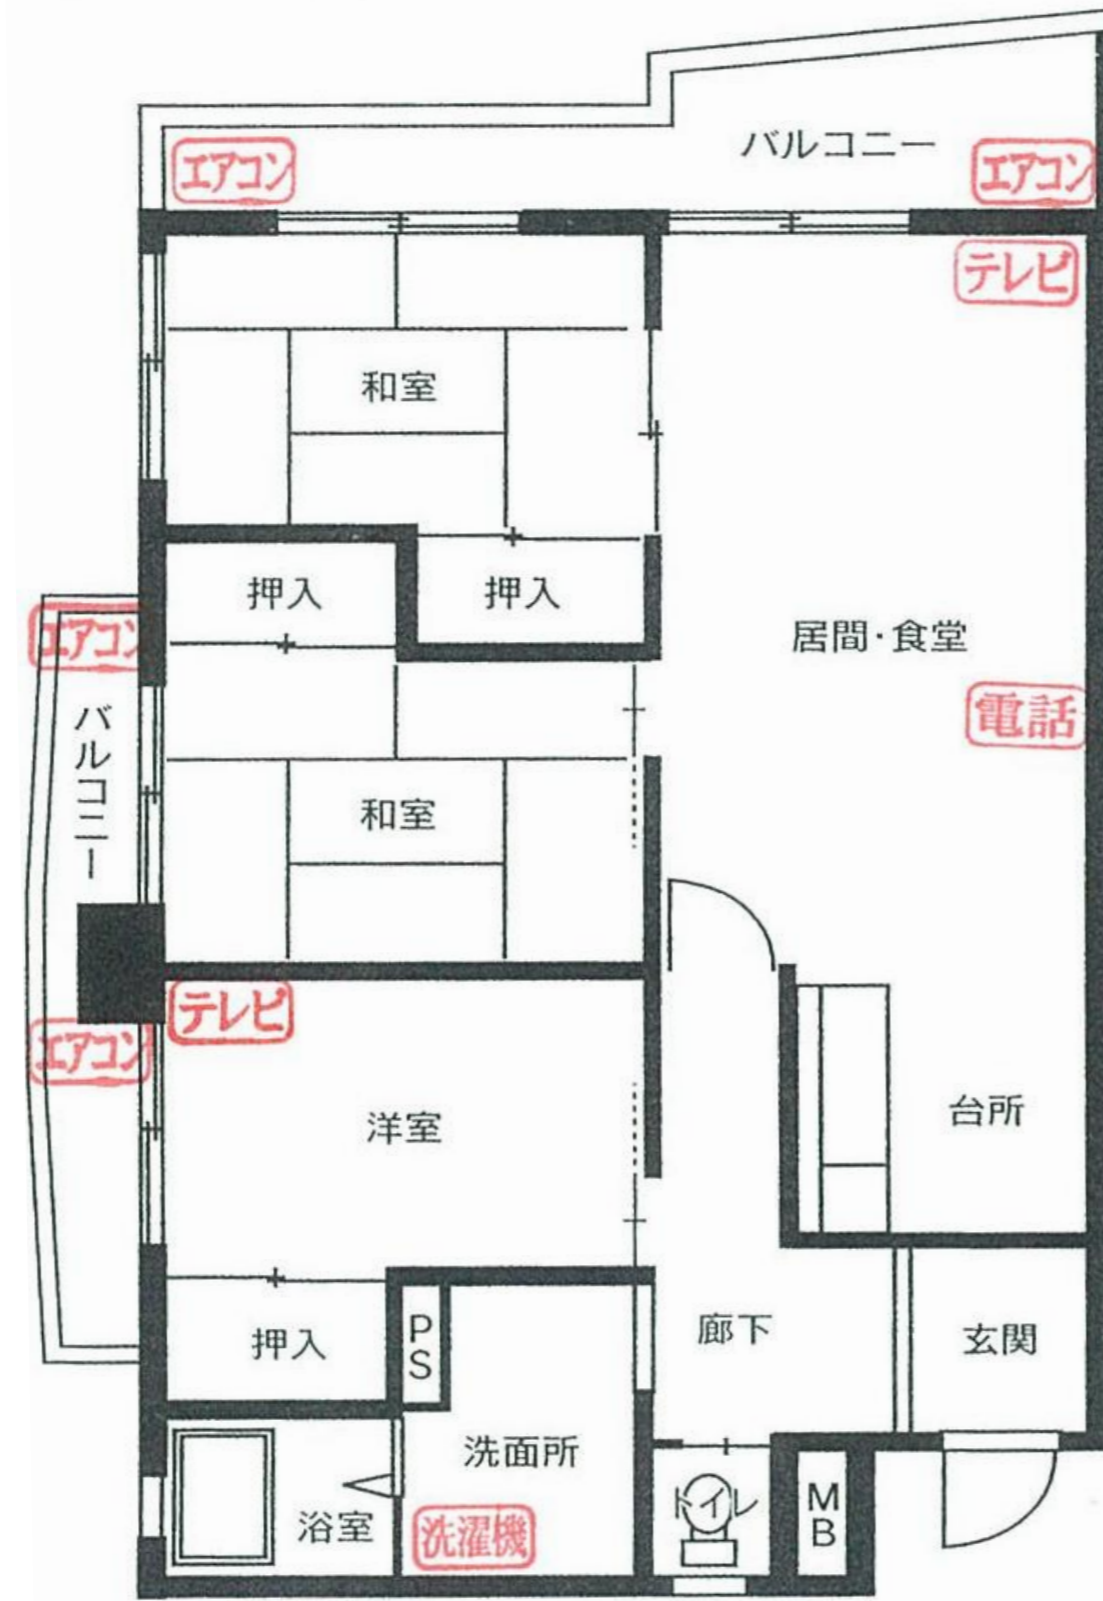 バルコニー
エアコン
エアコン
テレビ
和室
押入
押入
居間・食堂
エアコン
電話
バルコニー
和室
テレビ
エアコン
洋室
台所
押入
PS
廊下
玄関
洗面所
浴室
洗濯機
トイレ
MB